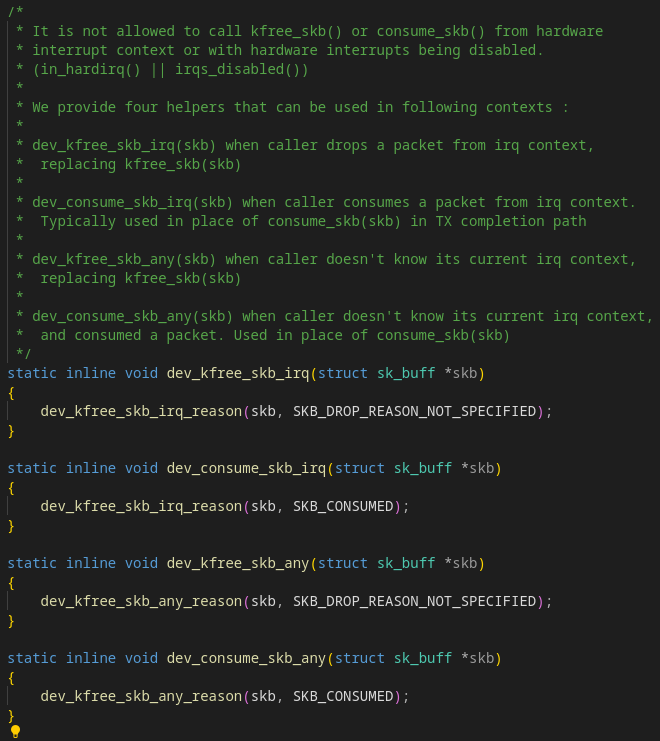 /*
 * It is not allowed to call kfree_skb() or consume_skb() from hardware
 * interrupt context or with hardware interrupts being disabled.
 * (in_hardirq() || irqs_disabled())
 *
 * We provide four helpers that can be used in following contexts :
 *
 * dev_kfree_skb_irq(skb) when caller drops a packet from irq context,
 *  replacing kfree_skb(skb)
 *
 * dev_consume_skb_irq(skb) when caller consumes a packet from irq context.
 *  Typically used in place of consume_skb(skb) in TX completion path
 *
 * dev_kfree_skb_any(skb) when caller doesn't know its current irq context,
 *  replacing kfree_skb(skb)
 *
 * dev_consume_skb_any(skb) when caller doesn't know its current irq context,
 *  and consumed a packet. Used in place of consume_skb(skb)
 */
static inline void dev_kfree_skb_irq(struct sk_buff *skb)
{
    dev_kfree_skb_irq_reason(skb, SKB_DROP_REASON_NOT_SPECIFIED);
}

static inline void dev_consume_skb_irq(struct sk_buff *skb)
{
    dev_kfree_skb_irq_reason(skb, SKB_CONSUMED);
}

static inline void dev_kfree_skb_any(struct sk_buff *skb)
{
    dev_kfree_skb_any_reason(skb, SKB_DROP_REASON_NOT_SPECIFIED);
}

static inline void dev_consume_skb_any(struct sk_buff *skb)
{
    dev_kfree_skb_any_reason(skb, SKB_CONSUMED);
}